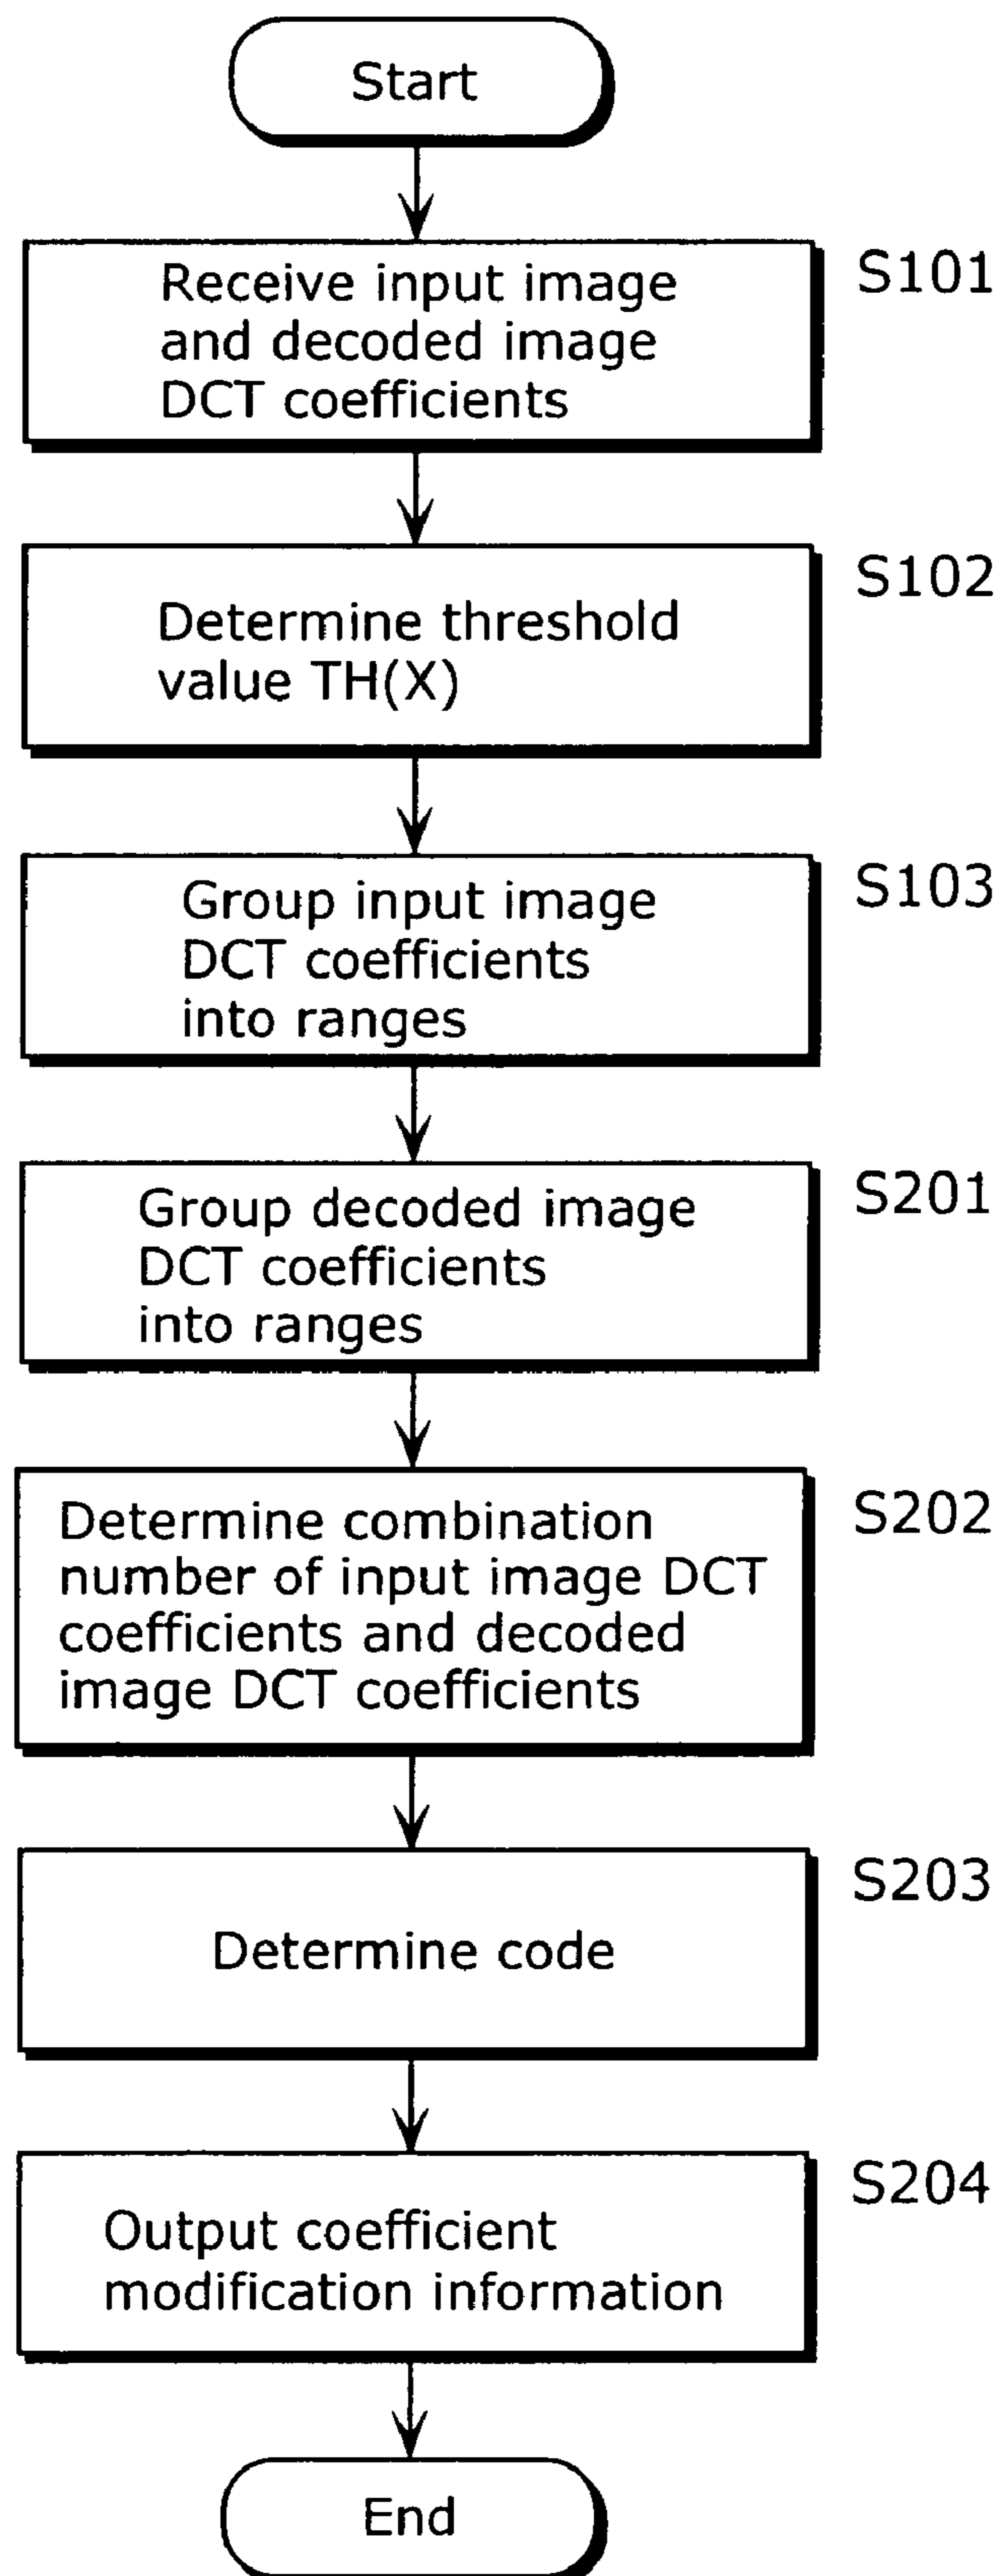 Start
Receive input image
and decoded image
DCT coefficients
S101
Determine threshold
value TH(X)
S102
Group input image
DCT coefficients
into ranges
S103
Group decoded image
DCT coefficients
into ranges
S201
Determine combination
number of input image DCT
coefficients and decoded
image DCT coefficients
S202
Determine code
S203
Output coefficient
modification information
S204
End